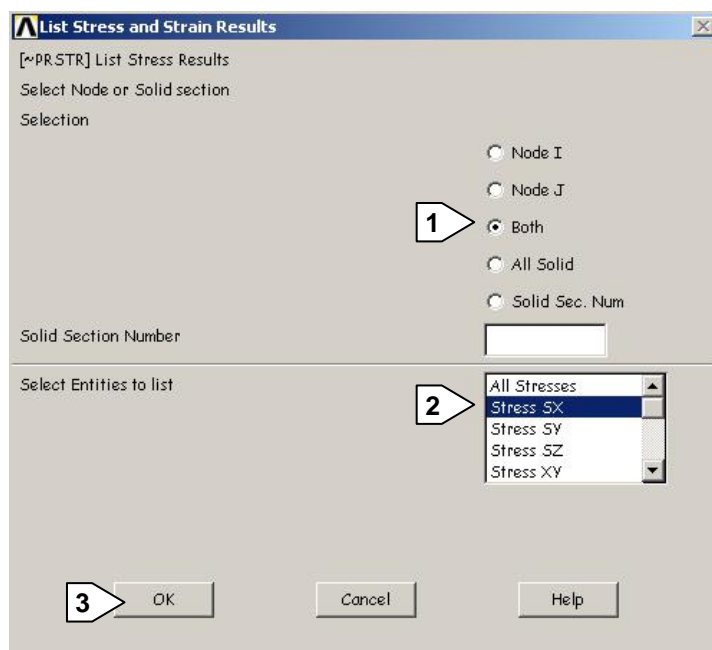 List Stress and Strain Results
[~PRSTR] List Stress Results
Select Node or Solid section
Selection
Node I
Node J
1
Both
All Solid
Solid Sec. Num
Solid Section Number
Select Entities to list
All Stresses
2
Stress SX
Stress SY
Stress SZ
Stress XY
3
OK
Cancel
Help